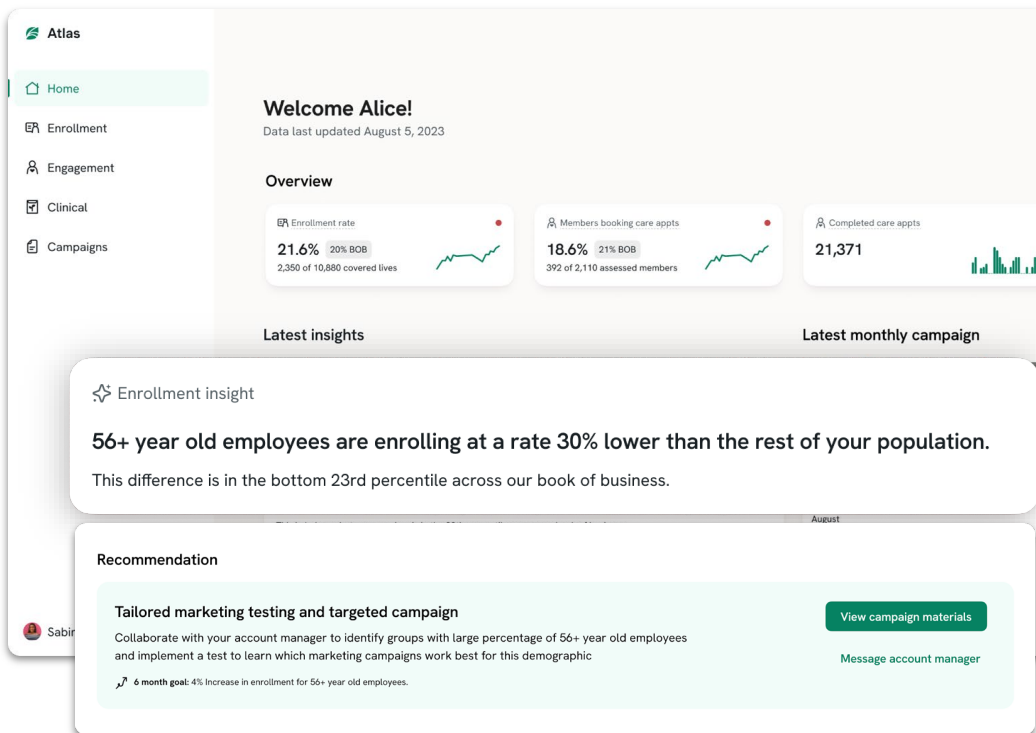 Atlas
Home
Enrollment
Engagement
Clinical
Campaigns
Welcome Alice!
Data last updated August 5, 2023
Overview
Enrollment rate
21.6% 20% BOB
2,350 of 10,880 covered lives
Members booking care appts
18.6% 21% BOB
392 of 2,110 assessed members
Completed care appts
21,371
Latest insights
Latest monthly campaign
Enrollment insight
56+ year old employees are enrolling at a rate 30% lower than the rest of your population.
This difference is in the bottom 23rd percentile across our book of business.
August
Recommendation
Tailored marketing testing and targeted campaign
Collaborate with your account manager to identify groups with large percentage of 56+ year old employees
and implement a test to learn which marketing campaigns work best for this demographic
6 month goal: 4% Increase in enrollment for 56+ year old employees.
View campaign materials
Message account manager
Sabir